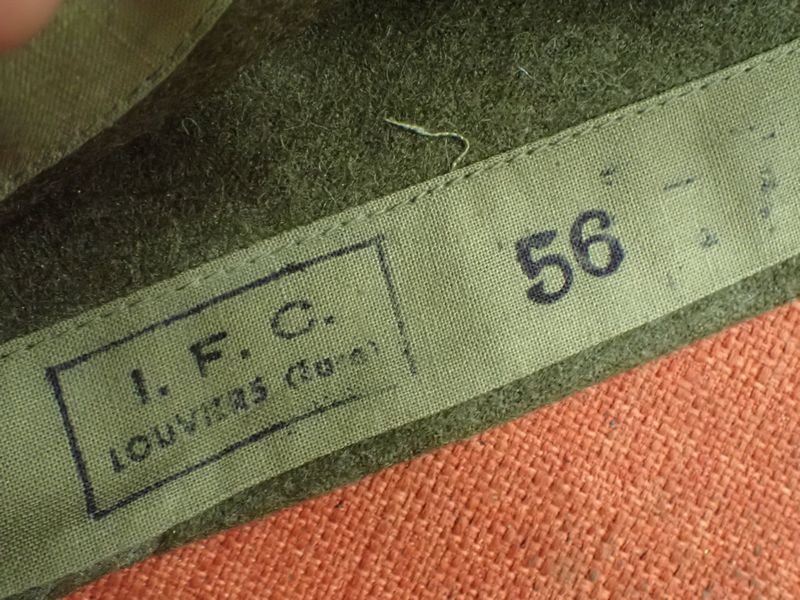 I. F. C.
LOUVIERS (Eure)
56